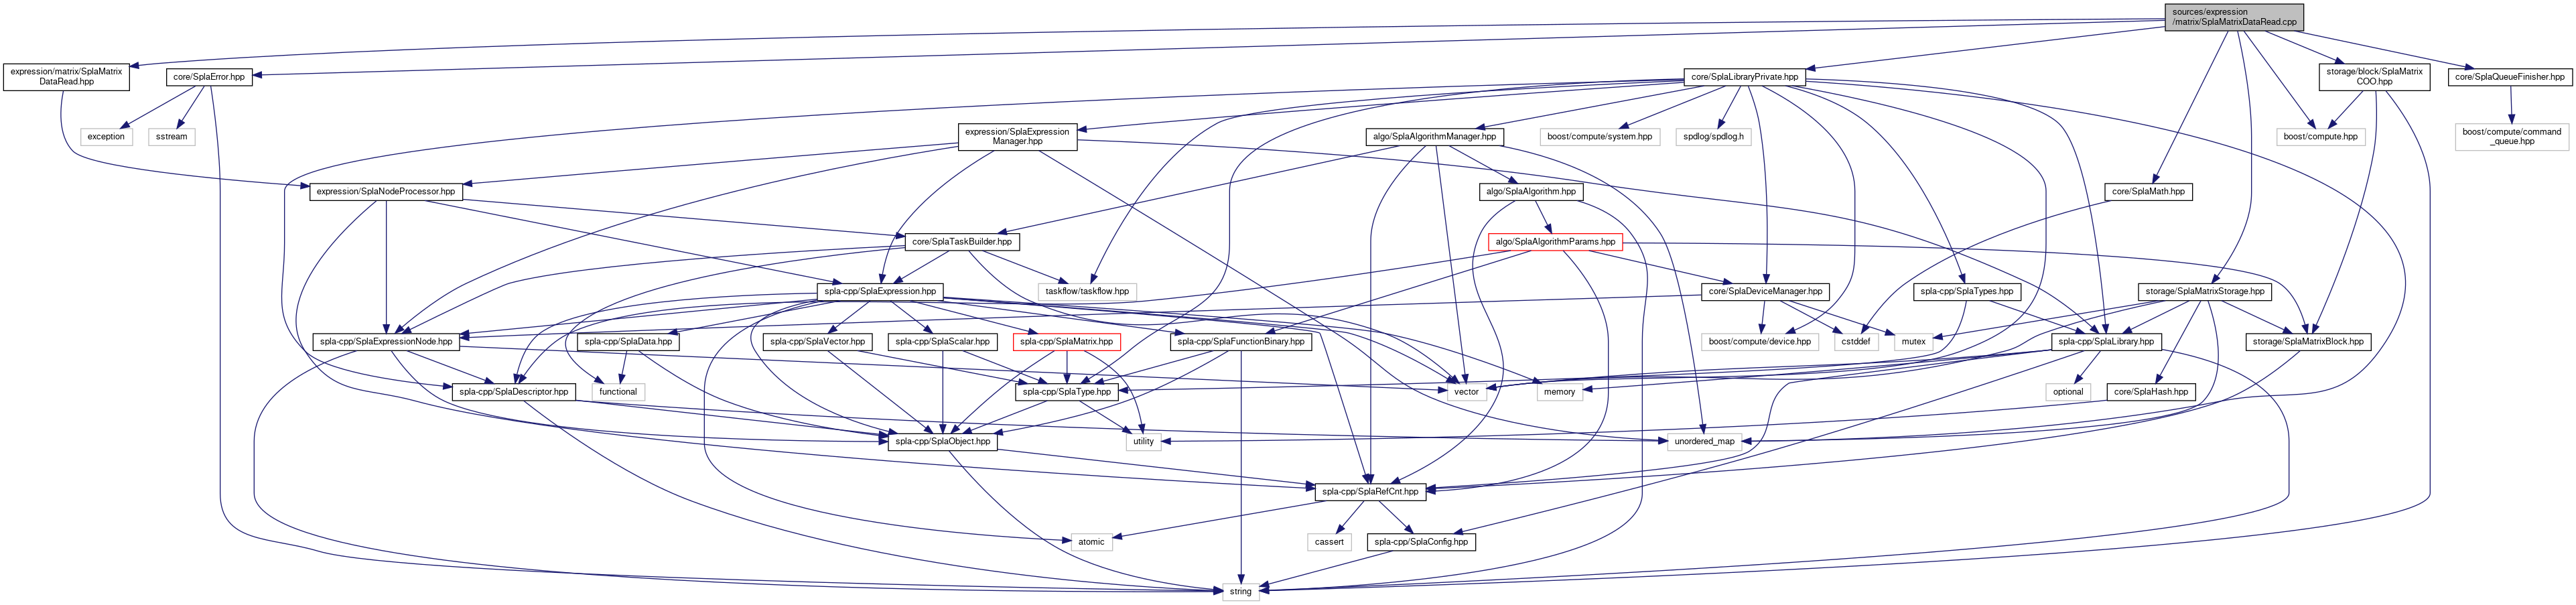 sources/expression
/matrix/SplaMatrixDataRead.cpp
expression/matrix/SplaMatrix
DataRead.hpp
core/SplaError.hpp
core/SplaLibraryPrivate.hpp
storage/block/SplaMatrix
COO.hpp
core/SplaQueueFinisher.hpp
exception
sstream
expression/SplaExpression
Manager.hpp
algo/SplaAlgorithmManager.hpp
boost/compute/system.hpp
spdlog/spdlog.h
boost/compute.hpp
boost/compute/command
_queue.hpp
expression/SplaNodeProcessor.hpp
algo/SplaAlgorithm.hpp
core/SplaMath.hpp
core/SplaTaskBuilder.hpp
algo/SplaAlgorithmParams.hpp
spla-cpp/SplaExpression.hpp
taskflow/taskflow.hpp
core/SplaDeviceManager.hpp
spla-cpp/SplaTypes.hpp
storage/SplaMatrixStorage.hpp
spla-cpp/SplaExpressionNode.hpp
spla-cpp/SplaData.hpp
spla-cpp/SplaVector.hpp
spla-cpp/SplaScalar.hpp
spla-cpp/SplaMatrix.hpp
spla-cpp/SplaFunctionBinary.hpp
boost/compute/device.hpp
cstddef
mutex
spla-cpp/SplaLibrary.hpp
storage/SplaMatrixBlock.hpp
spla-cpp/SplaDescriptor.hpp
functional
spla-cpp/SplaType.hpp
vector
memory
optional
core/SplaHash.hpp
spla-cpp/SplaObject.hpp
utility
unordered_map
spla-cpp/SplaRefCnt.hpp
atomic
cassert
spla-cpp/SplaConfig.hpp
string